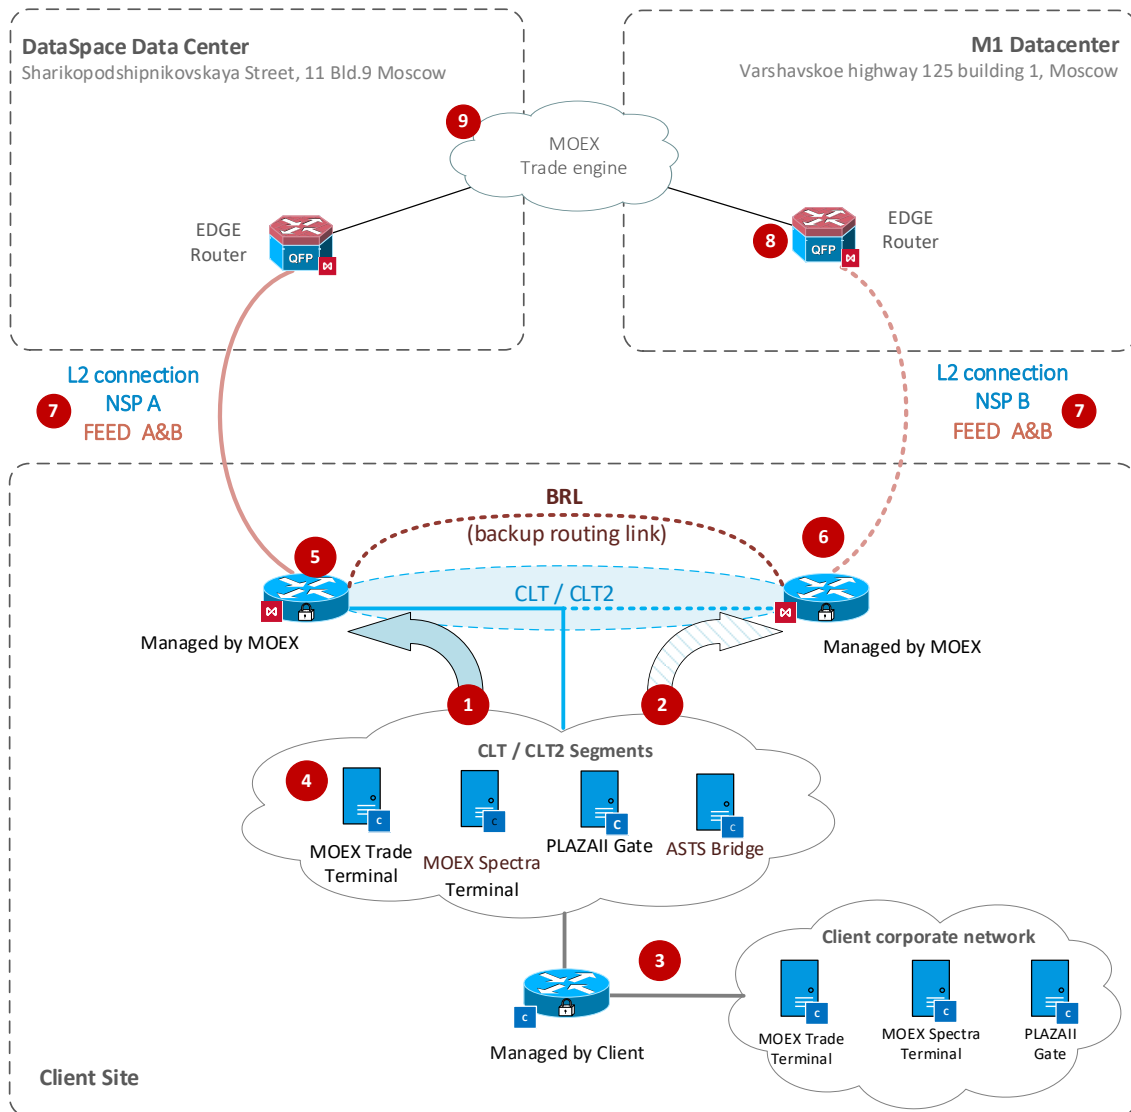 DataSpace Data Center
Sharikopodshipnikovskaya Street, 11 Bld.9 Moscow
M1 Datacenter
Varshavskoe highway 125 building 1, Moscow
9
MOEX
Trade engine
EDGE
Router
QFP
8
EDGE
Router
QFP
L2 connection
NSP A
FEED A&B
7
L2 connection
NSP B
FEED A&B
7
BRL
(backup routing link)
5
6
CLT / CLT2
Managed by MOEX
Managed by MOEX
1
2
CLT / CLT2 Segments
4
C
C
C
C
MOEX Trade
Terminal
MOEX Spectra
Terminal
PLAZAII Gate
ASTS Bridge
3
C
Managed by Client
Client corporate network
C
C
C
MOEX Trade
Terminal
MOEX Spectra
Terminal
PLAZAII
Gate
Client Site